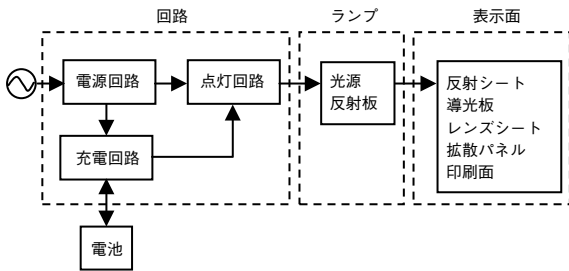 回路
ランプ
表示面
電源回路
点灯回路
光源
反射板
反射シート
導光板
レンズシート
拡散パネル
印刷面
充電回路
電池